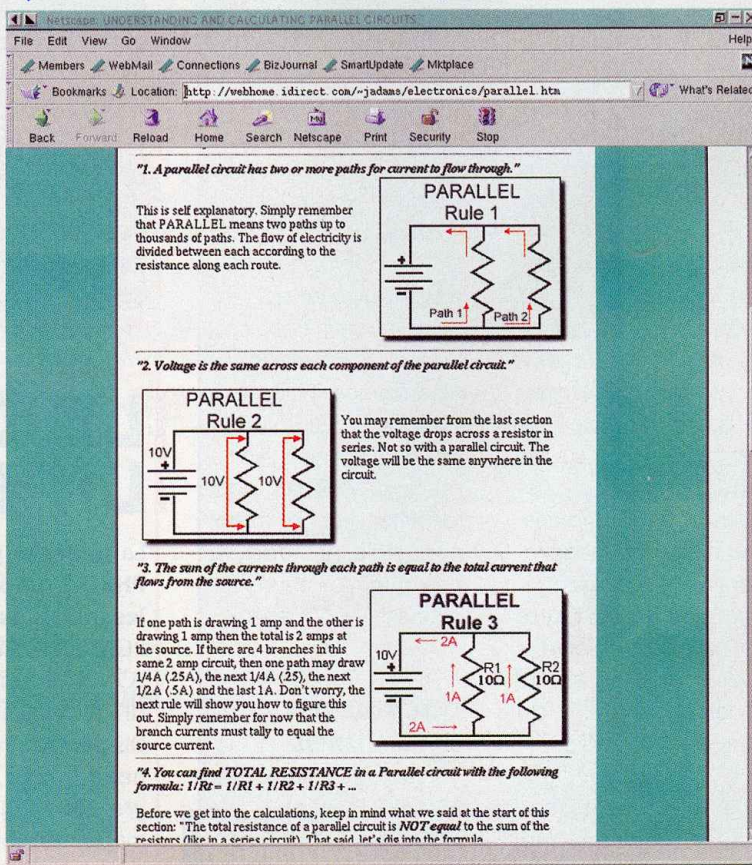 Netscape: UNDERSTANDING AND CALCULATING PARALLEL CIRCUITS
File Edit View Go Window Help
Members WebMail Connections BizJournal SmartUpdate Mktplace
Bookmarks Location: http://webhome.idirect.com/~jadams/electronics/parallel.htm What's Related
Back Forward Reload Home Search Netscape Print Security Stop
"1. A parallel circuit has two or more paths for current to flow through."
This is self explanatory. Simply remember
that PARALLEL means two paths up to
thousands of paths. The flow of electricity is
divided between each according to the
resistance along each route.
PARALLEL
Rule 1
+
-
Path 1
Path 2
"2. Voltage is the same across each component of the parallel circuit."
PARALLEL
Rule 2
10V
+
-
10V
10V
You may remember from the last section
that the voltage drops across a resistor in
series. Not so with a parallel circuit. The
voltage will be the same anywhere in the
circuit.
"3. The sum of the currents through each path is equal to the total current that
flows from the source."
If one path is drawing 1 amp and the other is
drawing 1 amp then the total is 2 amps at
the source. If there are 4 branches in this
same 2 amp circuit, then one path may draw
1/4A (.25A), the next 1/4A (.25), the next
1/2A (.5A) and the last 1A. Don't worry, the
next rule will show you how to figure this
out. Simply remember for now that the
branch currents must tally to equal the
source current.
PARALLEL
Rule 3
2A
10V
+
-
R1
10Ω
R2
10Ω
1A
1A
2A
"4. You can find TOTAL RESISTANCE in a Parallel circuit with the following
formula: 1/Rt = 1/R1 + 1/R2 + 1/R3 + ...
Before we get into the calculations, keep in mind what we said at the start of this
section: "The total resistance of a parallel circuit is NOT equal to the sum of the
resistors (like in a series circuit). That said, let's dig into the formula